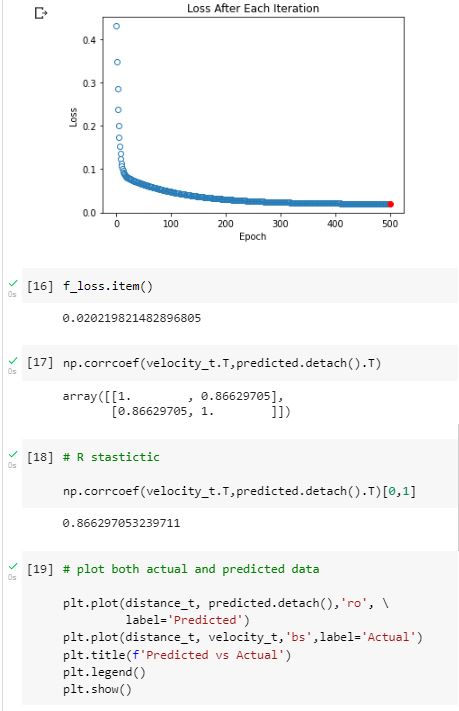 Loss After Each Iteration
0.4
0.3
0.2
0.1
0.0
Loss
0 100 200 300 400 500
Epoch
[16] f_loss.item()
0s
0.020219821482896805
[17] np.corrcoef(velocity_t.T,predicted.detach().T)
0s
array([[1.        , 0.86629705],
       [0.86629705, 1.        ]])
[18] # R stastictic
0s
np.corrcoef(velocity_t.T,predicted.detach().T)[0,1]
0.866297053239711
[19] # plot both actual and predicted data
0s
plt.plot(distance_t, predicted.detach(),'ro', \
         label='Predicted')
plt.plot(distance_t, velocity_t,'bs',label='Actual')
plt.title(f'Predicted vs Actual')
plt.legend()
plt.show()